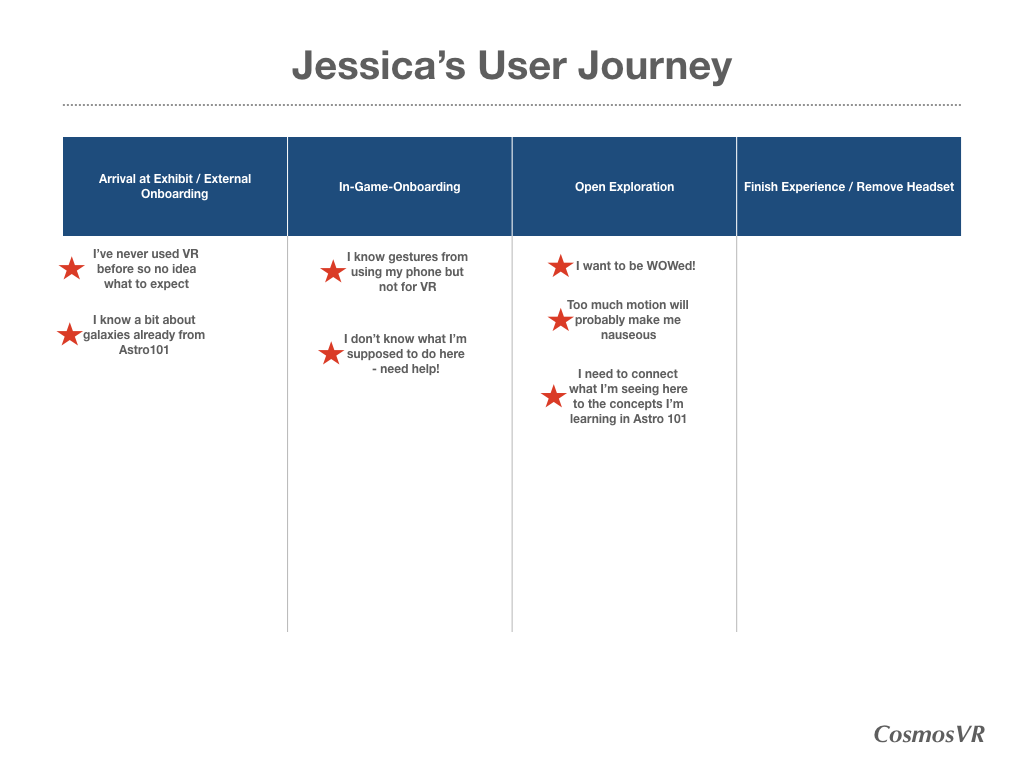 Jessica’s User Journey
Arrival at Exhibit / External
Onboarding
In-Game-Onboarding
Open Exploration
Finish Experience / Remove Headset
I’ve never used VR
before so no idea
what to expect
I know a bit about
galaxies already from
Astro101
I know gestures from
using my phone but
not for VR
I don’t know what I’m
supposed to do here
- need help!
I want to be WOWed!
Too much motion will
probably make me
nauseous
I need to connect
what I’m seeing here
to the concepts I’m
learning in Astro 101
CosmosVR